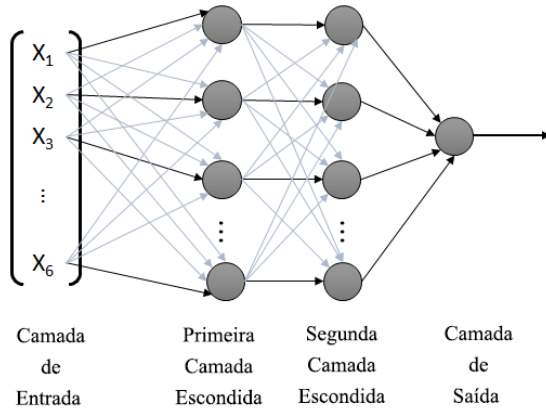 X1
X2
X3
⋮
X6
⋮
⋮
Camada
de
Entrada
Primeira
Camada
Escondida
Segunda
Camada
Escondida
Camada
de
Saída